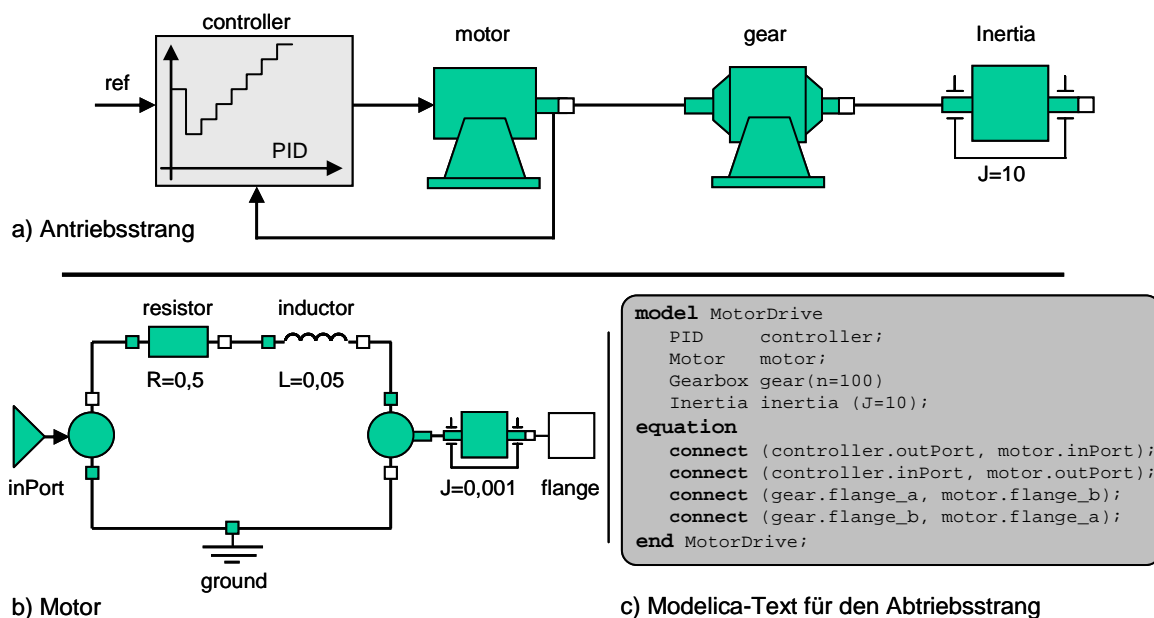 controller
motor
gear
Inertia
ref
PID
J=10
a) Antriebsstrang
resistor
inductor
R=0,5
L=0,05
inPort
J=0,001
flange
ground
b) Motor
model MotorDrive
PID controller;
Motor motor;
Gearbox gear(n=100)
Inertia inertia (J=10);
equation
connect (controller.outPort, motor.inPort);
connect (controller.inPort, motor.outPort);
connect (gear.flange_a, motor.flange_b);
connect (gear.flange_b, motor.flange_a);
end MotorDrive;
c) Modelica-Text für den Abtriebsstrang